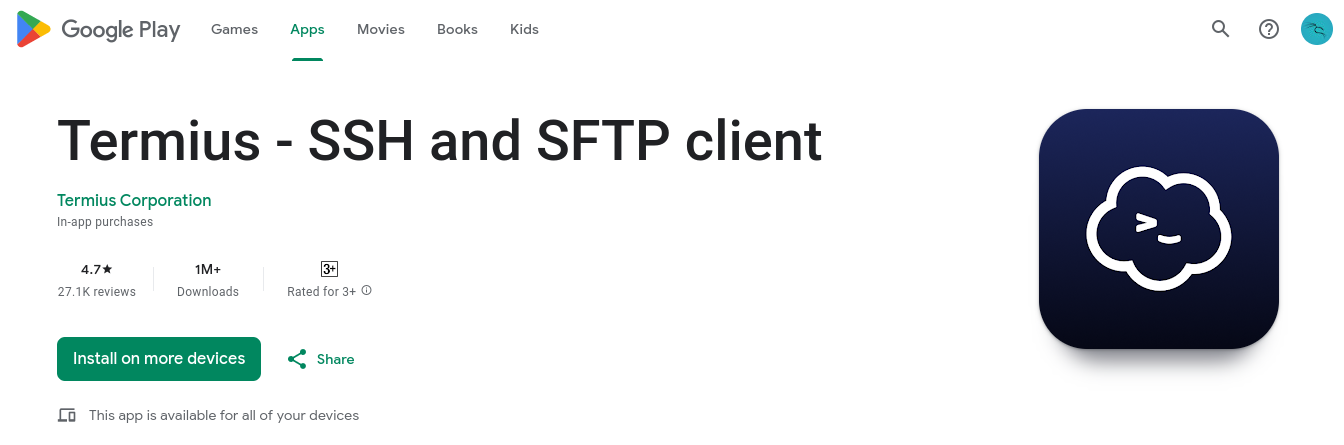 Google Play Games Apps Movies Books Kids
Termius - SSH and SFTP client
Termius Corporation
In-app purchases
4.7★ 1M+ 3+
27.1K reviews Downloads Rated for 3+
Install on more devices Share
This app is available for all of your devices
>_